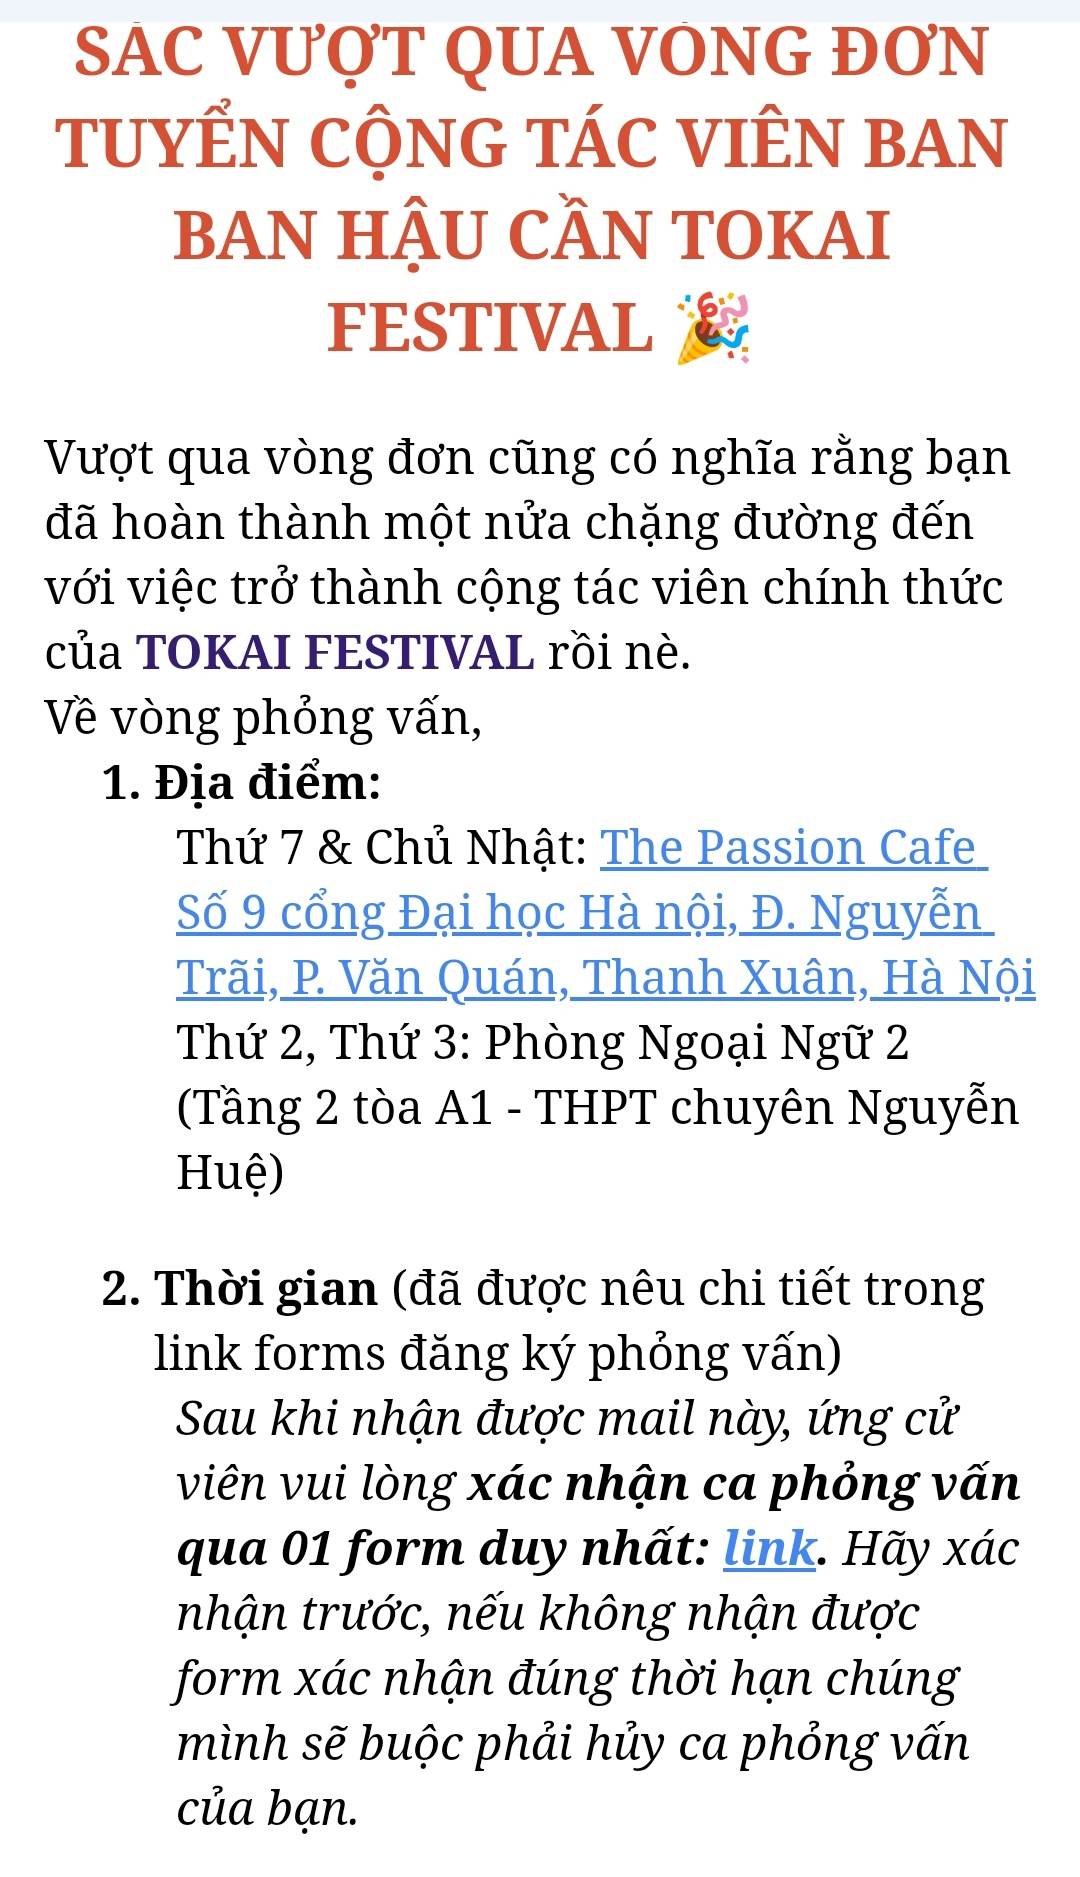 SẮC VƯỢT QUA VÒNG ĐƠN
TUYỂN CỘNG TÁC VIÊN BAN
BAN HẬU CẦN TOKAI
FESTIVAL 🎉
Vượt qua vòng đơn cũng có nghĩa rằng bạn
đã hoàn thành một nửa chặng đường đến
với việc trở thành cộng tác viên chính thức
của TOKAI FESTIVAL rồi nè.
Về vòng phỏng vấn,
1. Địa điểm:
Thứ 7 & Chủ Nhật: The Passion Cafe
Số 9 cổng Đại học Hà nội, Đ. Nguyễn
Trãi, P. Văn Quán, Thanh Xuân, Hà Nội
Thứ 2, Thứ 3: Phòng Ngoại Ngữ 2
(Tầng 2 tòa A1 - THPT chuyên Nguyễn
Huệ)
2. Thời gian (đã được nêu chi tiết trong
link forms đăng ký phỏng vấn)
Sau khi nhận được mail này, ứng cử
viên vui lòng xác nhận ca phỏng vấn
qua 01 form duy nhất: link. Hãy xác
nhận trước, nếu không nhận được
form xác nhận đúng thời hạn chúng
mình sẽ buộc phải hủy ca phỏng vấn
của bạn.